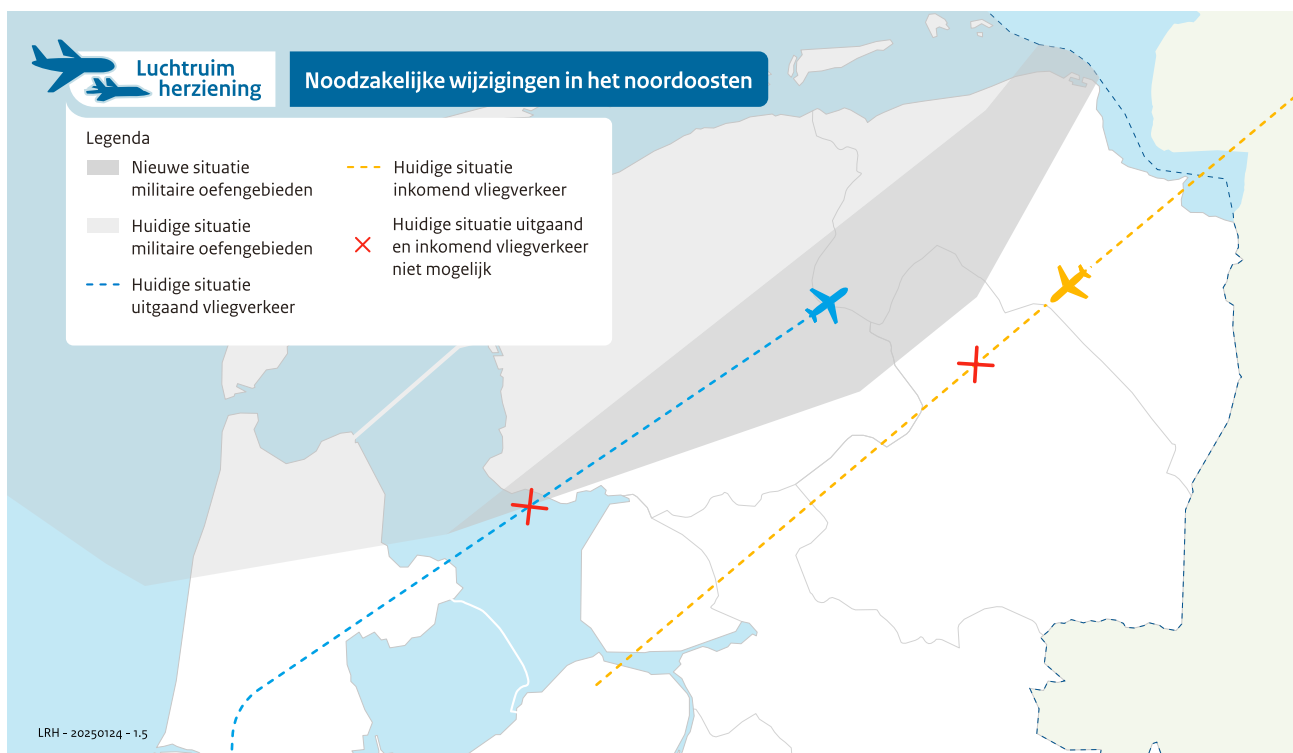 Luchtruim
herziening
Noodzakelijke wijzigingen in het noordoosten
Legenda
Nieuwe situatie
militaire oefengebieden
Huidige situatie
militaire oefengebieden
Huidige situatie
uitgaand vliegverkeer
Huidige situatie
inkomend vliegverkeer
Huidige situatie uitgaand
en inkomend vliegverkeer
niet mogelijk
LRH - 20250124 - 1.5